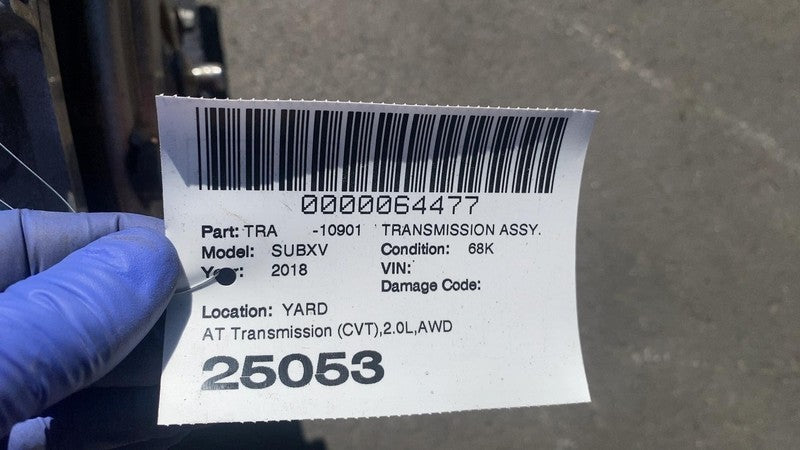 0000064477
Part: TRA -10901 TRANSMISSION ASSY.
Model: SUBXV Condition: 68K
2018 VIN:
Damage Code:
Location: YARD
AT Transmission (CVT),2.0L,AWD
25053